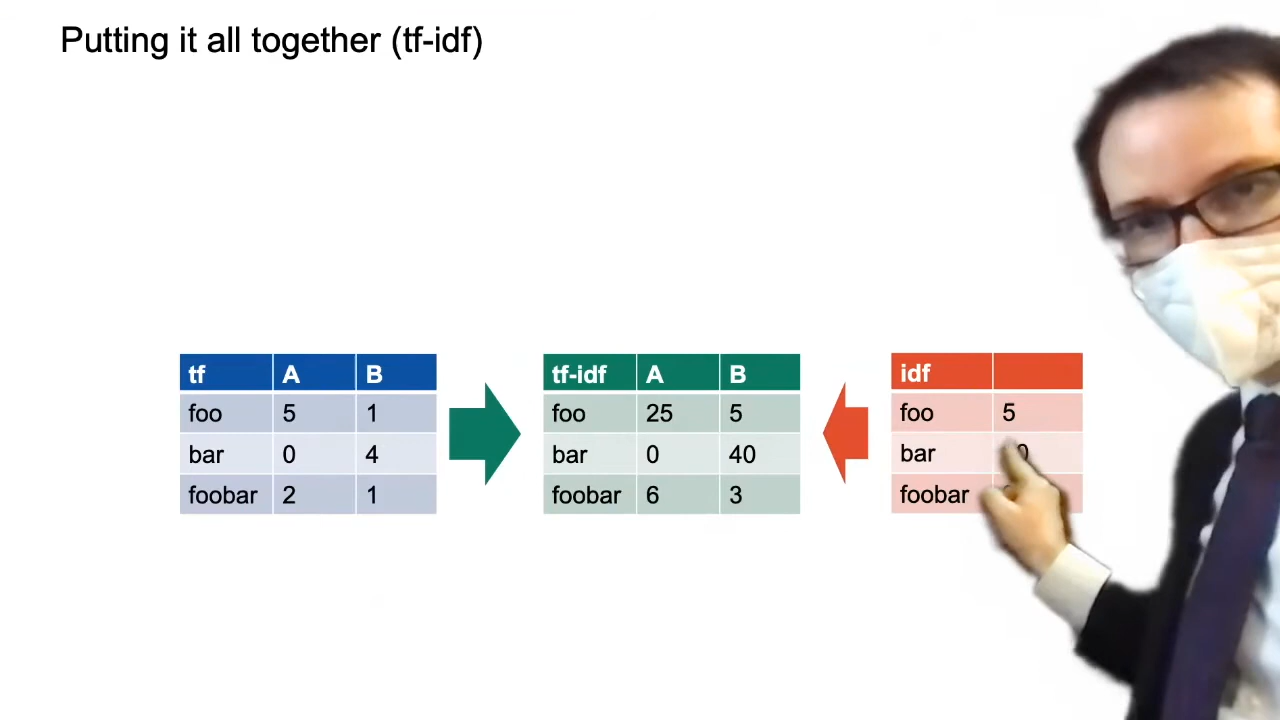 Putting it all together (tf-idf)
tf A B
foo 5 1
bar 0 4
foobar 2 1
tf-idf A B
foo 25 5
bar 0 40
foobar 6 3
idf
foo 5
bar
foobar